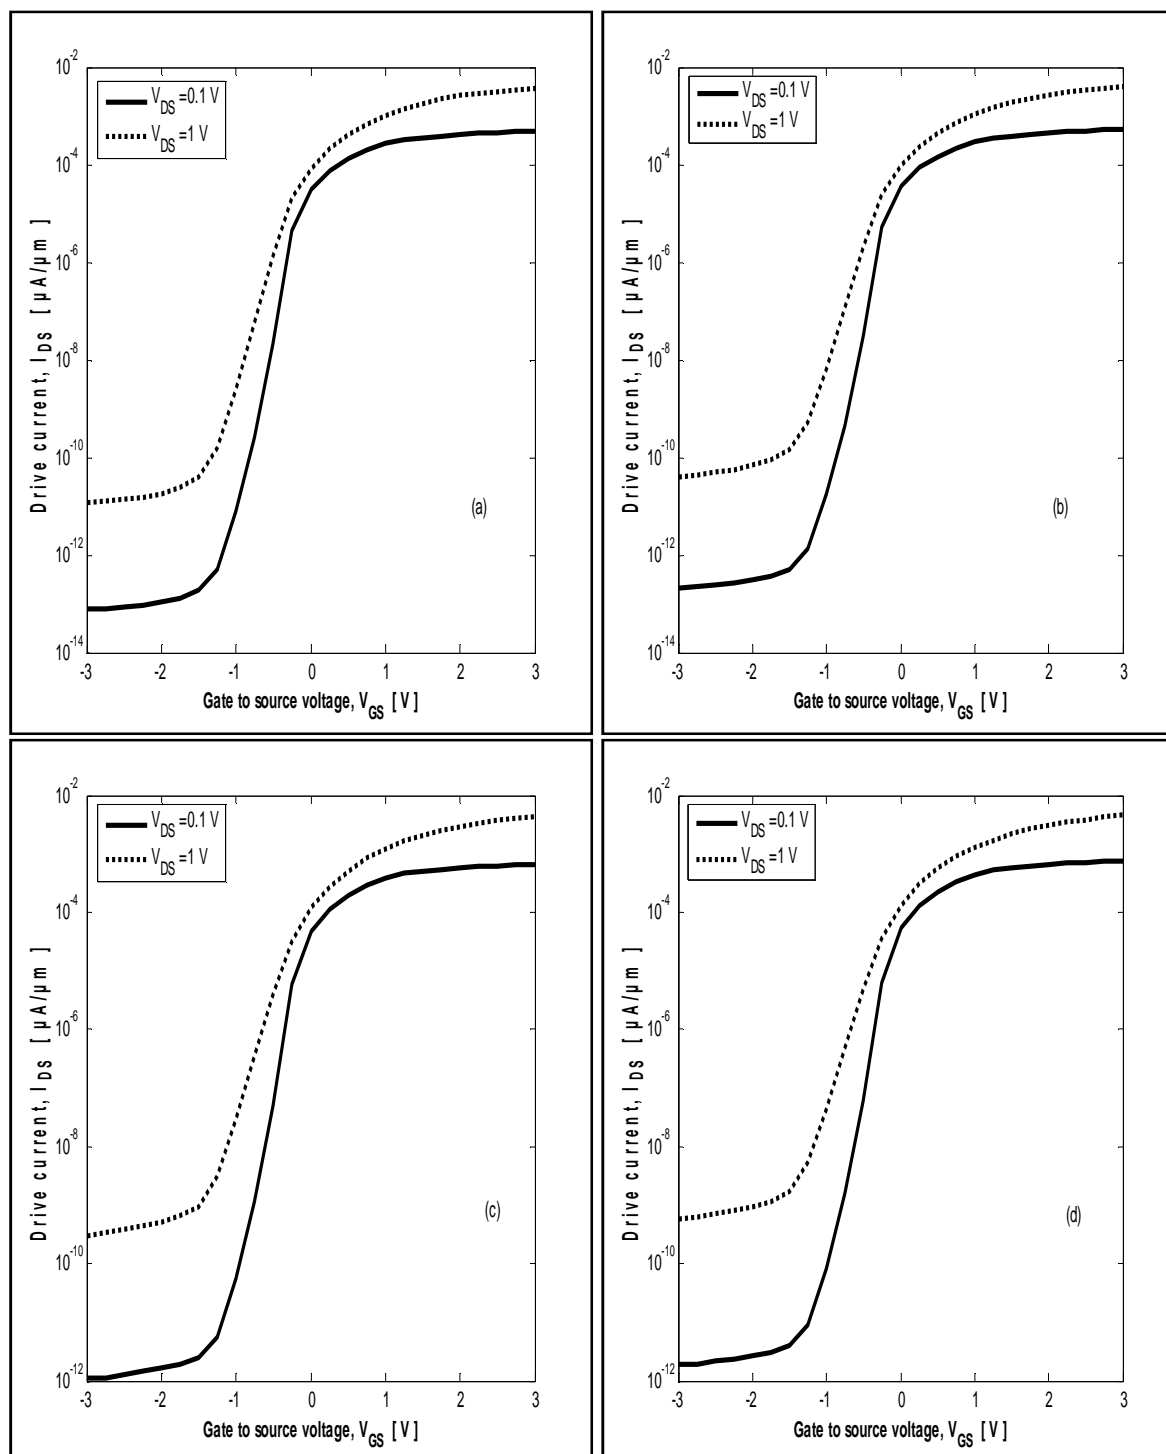 10^-2
V_DS =0.1 V
V_DS =1 V
10^-4
10^-6
10^-8
10^-10
10^-12
10^-14
Drive current, I_DS [ µA/µm ]
(a)
-3 -2 -1 0 1 2 3
Gate to source voltage, V_GS [ V ]
10^-2
V_DS =0.1 V
V_DS =1 V
10^-4
10^-6
10^-8
10^-10
10^-12
10^-14
Drive current, I_DS [ µA/µm ]
(b)
-3 -2 -1 0 1 2 3
Gate to source voltage, V_GS [ V ]
10^-2
V_DS =0.1 V
V_DS =1 V
10^-4
10^-6
10^-8
10^-10
10^-12
Drive current, I_DS [ µA/µm ]
(c)
-3 -2 -1 0 1 2 3
Gate to source voltage, V_GS [ V ]
10^-2
V_DS =0.1 V
V_DS =1 V
10^-4
10^-6
10^-8
10^-10
10^-12
Drive current, I_DS [ µA/µm ]
(d)
-3 -2 -1 0 1 2 3
Gate to source voltage, V_GS [ V ]